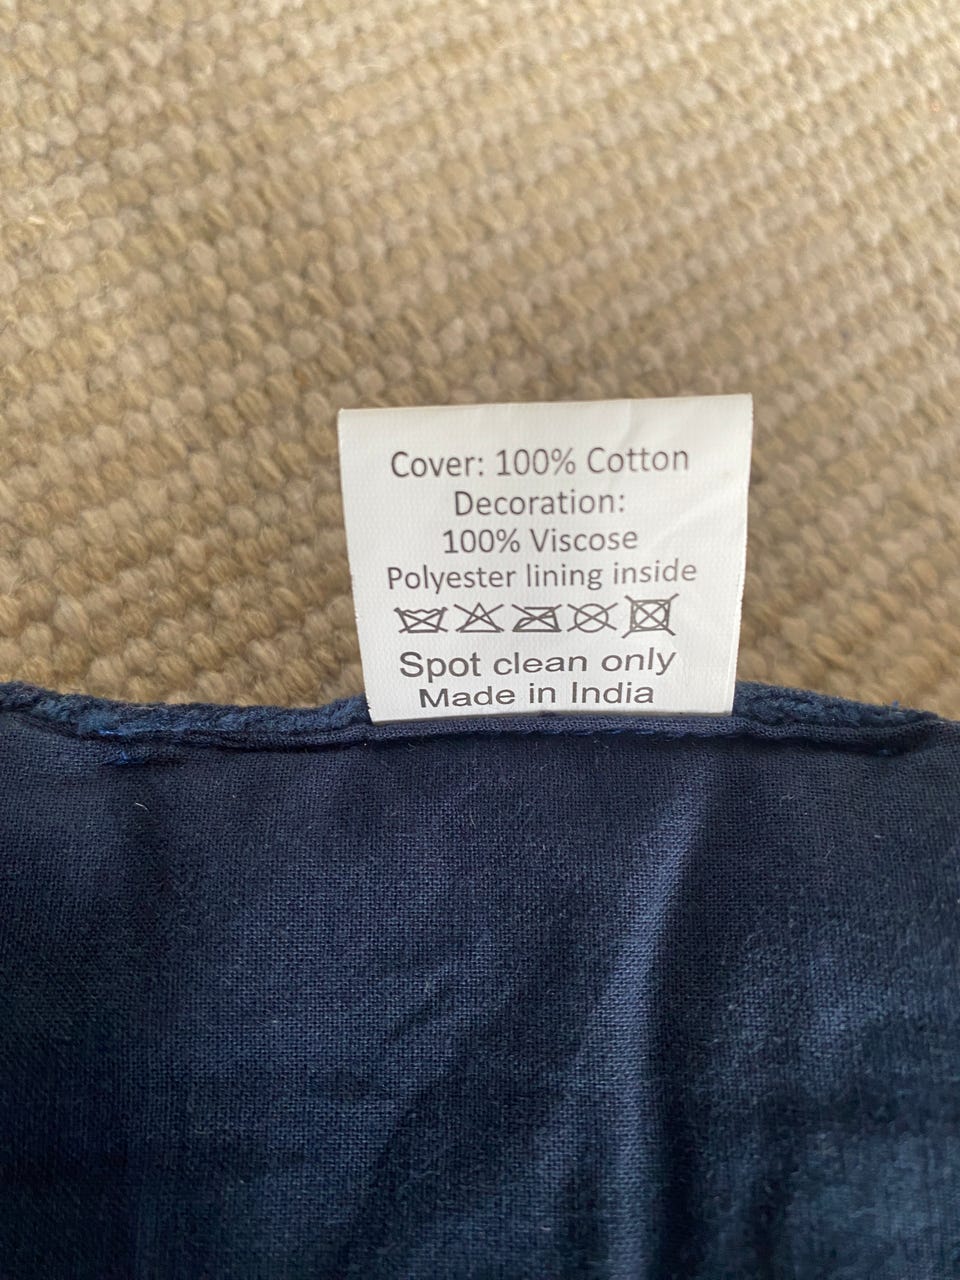 Cover: 100% Cotton
Decoration:
100% Viscose
Polyester lining inside
Spot clean only
Made in India